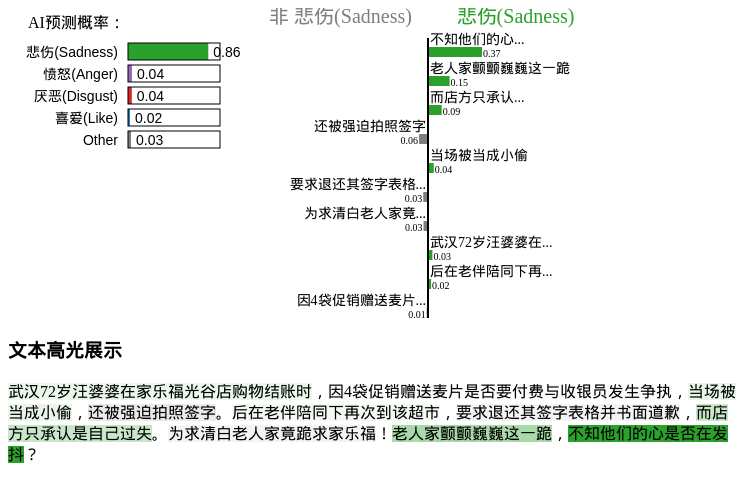 AI预测概率：
悲伤(Sadness) 0.86
愤怒(Anger) 0.04
厌恶(Disgust) 0.04
喜爱(Like) 0.02
Other 0.03
非 悲伤(Sadness) 悲伤(Sadness)
不知他们的心...
0.37
老人家颤颤巍巍这一跪
0.15
而店方只承认...
0.09
还被强迫拍照签字
0.06
当场被当成小偷
0.04
要求退还其签字表格...
0.03
为求清白老人家竟...
0.03
武汉72岁汪婆婆在...
0.03
后在老伴陪同下再...
0.02
因4袋促销赠送麦片...
0.01
文本高光展示
武汉72岁汪婆婆在家乐福光谷店购物结账时，因4袋促销赠送麦片是否要付费与收银员发生争执，当场被
当成小偷，还被强迫拍照签字。后在老伴陪同下再次到该超市，要求退还其签字表格并书面道歉，而店
方只承认是自己过失。为求清白老人家竟跪求家乐福！老人家颤颤巍巍这一跪，不知他们的心是否在发
抖？